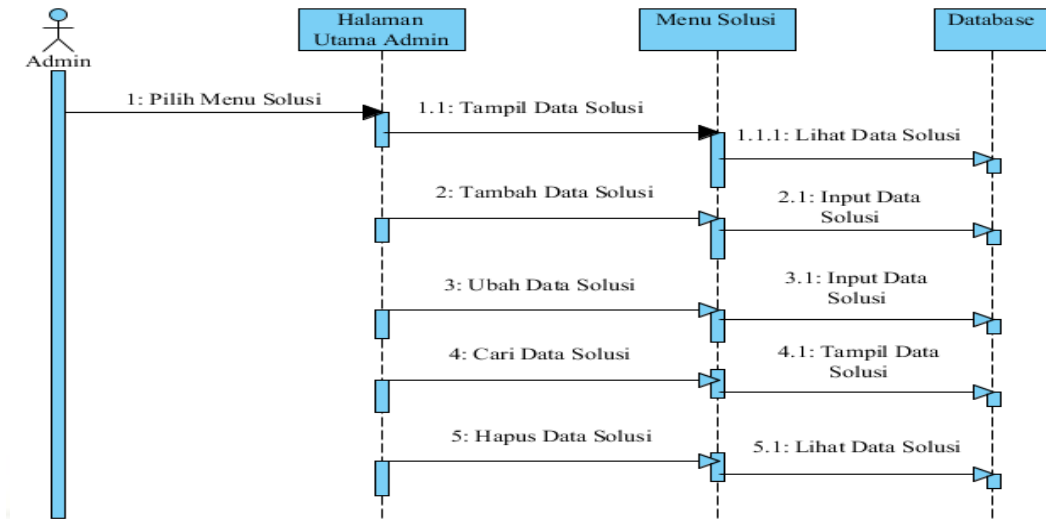 Halaman
Utama Admin
Menu Solusi
Database
Admin
1: Pilih Menu Solusi
1.1: Tampil Data Solusi
1.1.1: Lihat Data Solusi
2: Tambah Data Solusi
2.1: Input Data
Solusi
3: Ubah Data Solusi
3.1: Input Data
Solusi
4: Cari Data Solusi
4.1: Tampil Data
Solusi
5: Hapus Data Solusi
5.1: Lihat Data Solusi